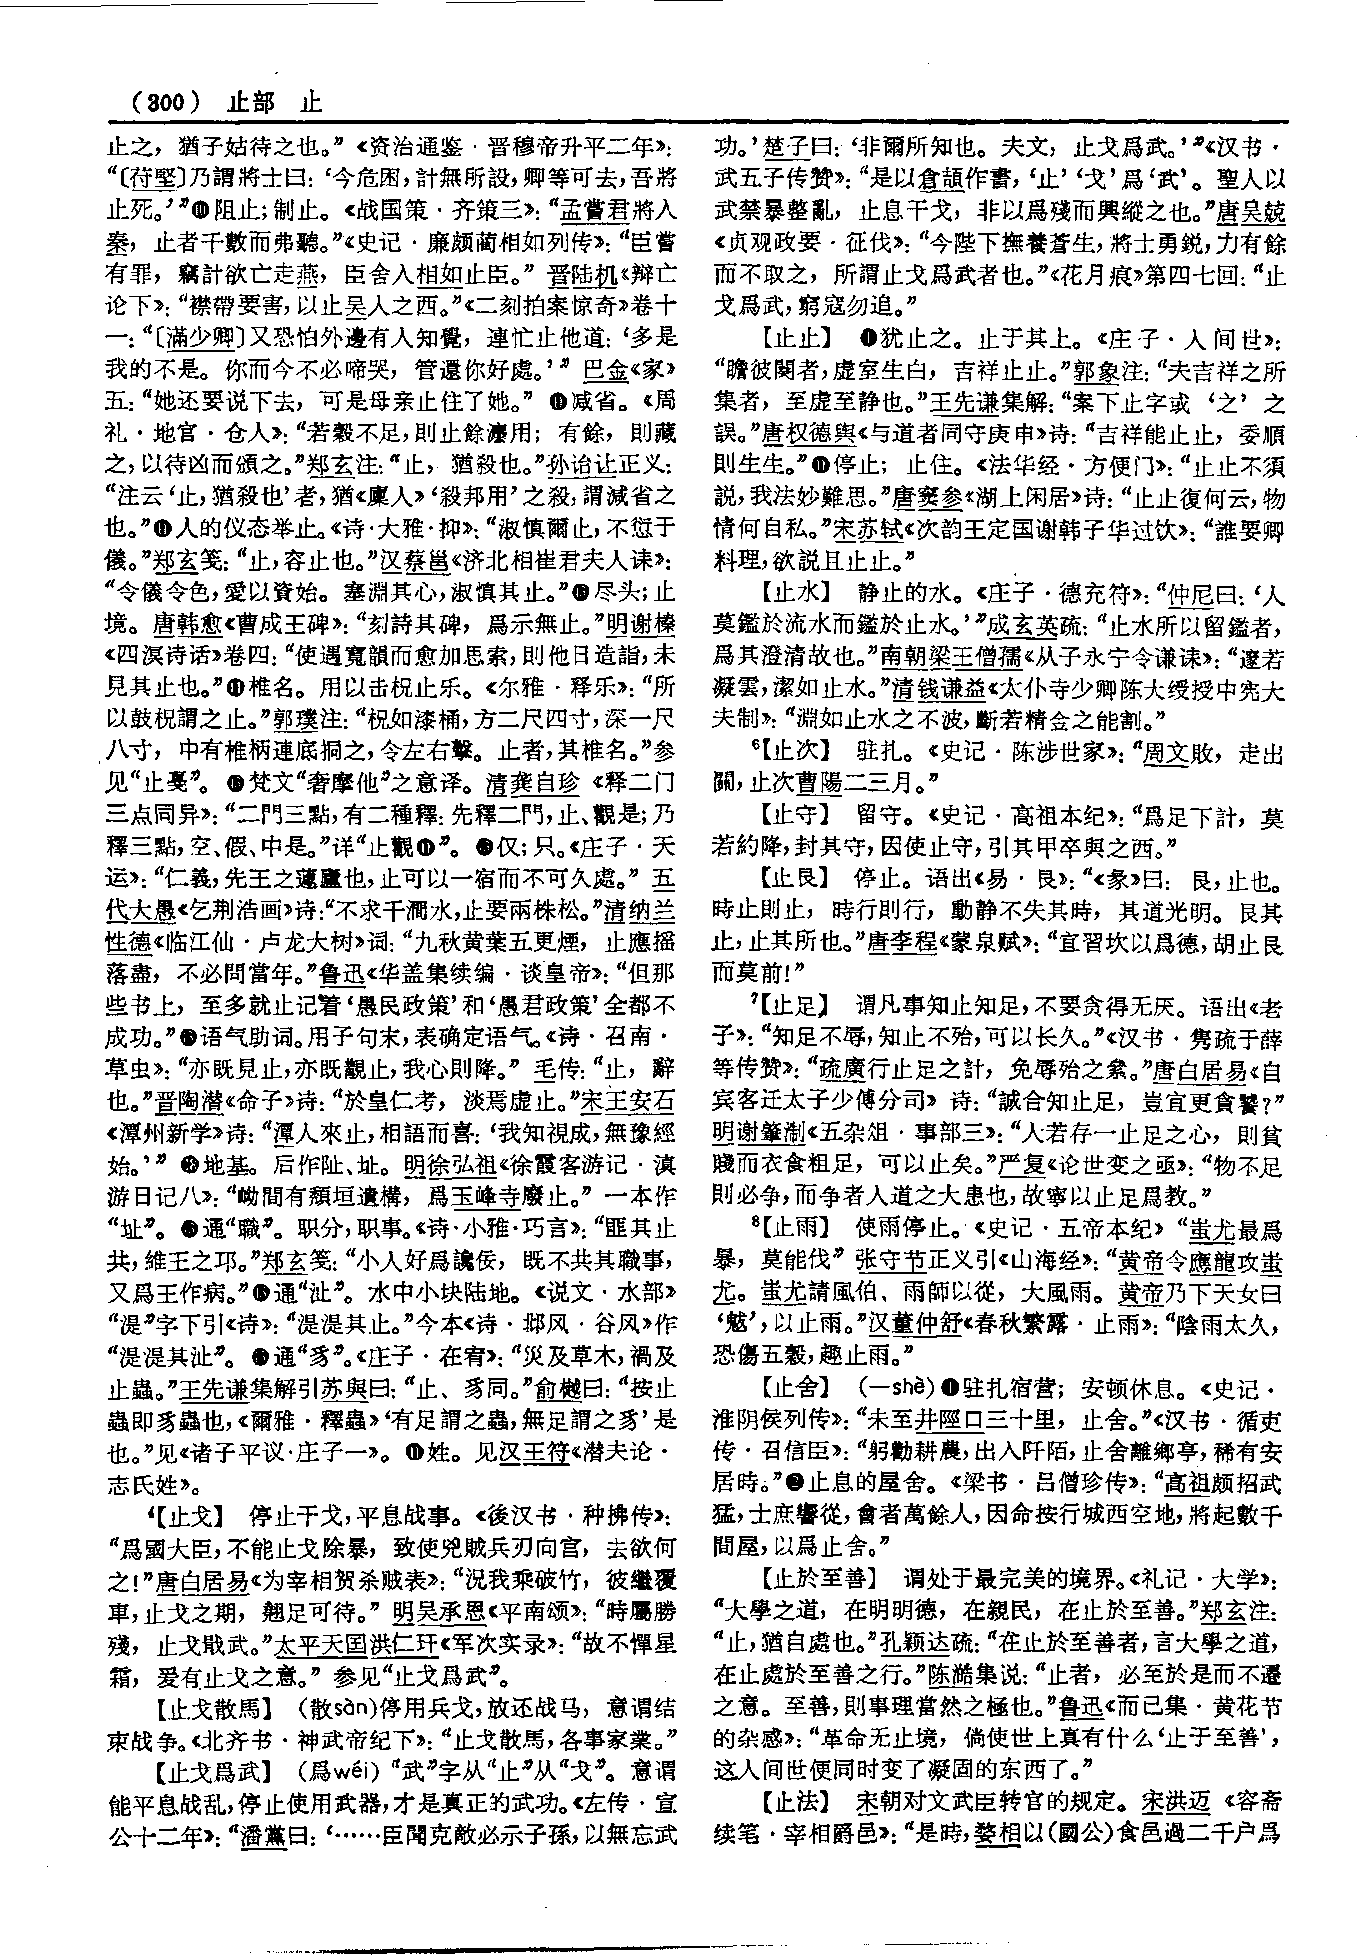 （300） 止部 止
止之，猶子姑待之也。”《资治通鉴·晋穆帝升平二年》：
“〔苻堅〕乃謂將士曰：‘今危困，計無所設，卿等可去，吾將
止死。’”❿阻止；制止。《战国策·齐策三》：“孟嘗君將入
秦，止者千數而弗聽。”《史记·廉颇蔺相如列传》：“臣嘗
有罪，竊計欲亡走燕，臣舍人相如止臣。” 晋陆机《辩亡
论下》：“襟帶要害，以止吴人之西。”《二刻拍案惊奇》卷十
一：“〔滿少卿〕又恐怕外邊有人知覺，連忙止他道：‘多是
我的不是。你而今不必啼哭，管還你好處。’” 巴金《家》
五：“她还要说下去，可是母亲止住了她。” ⓫减省。《周
礼·地官·仓人》：“若穀不足，則止餘灋用；有餘，則藏
之，以待凶而頒之。”郑玄注：“止，猶殺也。”孙诒让正义：
“注云‘止，猶殺也’者，猶《廩人》‘殺邦用’之殺，謂減省之
也。”⓬人的仪态举止。《诗·大雅·抑》：“淑慎爾止，不愆于
儀。”郑玄笺：“止，容止也。”汉蔡邕《济北相崔君夫人诔》：
“令儀令色，愛以資始。塞淵其心，淑慎其止。”⓭尽头；止
境。唐韩愈《曹成王碑》：“刻詩其碑，爲示無止。”明谢榛
《四溟诗话》卷四：“使遇寬韻而愈加思索，則他日造詣，未
見其止也。”⓮椎名。用以击柷止乐。《尔雅·释乐》：“所
以鼓柷謂之止。”郭璞注：“柷如漆桶，方二尺四寸，深一尺
八寸，中有椎柄連底挏之，令左右擊。止者，其椎名。”参
见“止戛”。⓯梵文“奢摩他”之意译。清龚自珍《释二门
三点同异》：“二門三點，有二種釋：先釋二門，止、觀是；乃
釋三點，空、假、中是。”详“止觀❶”。⓰仅；只。《庄子·天
运》：“仁義，先王之蘧廬也，止可以一宿而不可久處。” 五
代大愚《乞荆浩画》诗：“不求千澗水，止要兩株松。”清纳兰
性德《临江仙·卢龙大树》词：“九秋黄葉五更煙，止應摇
落盡，不必問當年。”鲁迅《华盖集续编·谈皇帝》：“但那
些书上，至多就止记着‘愚民政策’和‘愚君政策’全都不
成功。”⓱语气助词。用于句末，表确定语气。《诗·召南·
草虫》：“亦既見止，亦既覯止，我心則降。” 毛传：“止，辭
也。”晋陶潜《命子》诗：“於皇仁考，淡焉虚止。”宋王安石
《潭州新学》诗：“潭人來止，相語而喜：‘我知視成，無豫經
始。’” ⓲地基。后作阯、址。明徐弘祖《徐霞客游记·滇
游日记八》：“坳間有頹垣遺構，爲玉峰寺廢止。” 一本作
“址”。⓳通“職”。职分，职事。《诗·小雅·巧言》：“匪其止
共，維王之邛。”郑玄笺：“小人好爲讒佞，既不共其職事，
又爲王作病。”⓴通“沚”。水中小块陆地。《说文·水部》
“湜”字下引《诗》：“湜湜其止。”今本《诗·邶风·谷风》作
“湜湜其沚”。㉑通“豸”。《庄子·在宥》：“災及草木，禍及
止蟲。”王先谦集解引苏舆曰：“止、豸同。”俞樾曰：“按止
蟲即豸蟲也，《爾雅·釋蟲》‘有足謂之蟲，無足謂之豸’是
也。”见《诸子平议·庄子一》。㉒姓。见汉王符《潜夫论·
志氏姓》。
4【止戈】 停止干戈，平息战事。《後汉书·种拂传》：
“爲國大臣，不能止戈除暴，致使兇賊兵刃向宫，去欲何
之！”唐白居易《为宰相贺杀贼表》：“況我乘破竹，彼繼覆
車，止戈之期，翹足可待。” 明吴承恩《平南颂》：“時屬勝
殘，止戈戢武。”太平天囯洪仁玕《军次实录》：“故不憚星
霜，爰有止戈之意。” 参见“止戈爲武”。
【止戈散馬】 （散sàn）停用兵戈，放还战马，意谓结
束战争。《北齐书·神武帝纪下》：“止戈散馬，各事家業。”
【止戈爲武】 （爲wéi）“武”字从“止”从“戈”。意谓
能平息战乱，停止使用武器，才是真正的武功。《左传·宣
公十二年》：“潘黨曰：‘……臣聞克敵必示子孫，以無忘武
功。’楚子曰：‘非爾所知也。夫文，止戈爲武。’”《汉书·
武五子传赞》：“是以倉頡作書，‘止’‘戈’爲‘武’。聖人以
武禁暴整亂，止息干戈，非以爲殘而興縱之也。”唐吴兢
《贞观政要·征伐》：“今陛下撫養蒼生，將士勇鋭，力有餘
而不取之，所謂止戈爲武者也。”《花月痕》第四七回：“止
戈爲武，窮寇勿追。”
【止止】 ❶犹止之。止于其上。《庄子·人间世》：
“瞻彼闋者，虚室生白，吉祥止止。”郭象注：“夫吉祥之所
集者，至虚至静也。”王先谦集解：“案下止字或‘之’之
誤。”唐权德舆《与道者同守庚申》诗：“吉祥能止止，委順
則生生。”❷停止；止住。《法华经·方便门》：“止止不須
説，我法妙難思。”唐窦参《湖上闲居》诗：“止止復何云，物
情何自私。”宋苏轼《次韵王定国谢韩子华过饮》：“誰要卿
料理，欲説且止止。”
【止水】 静止的水。《庄子·德充符》：“仲尼曰：‘人
莫鑑於流水而鑑於止水。’”成玄英疏：“止水所以留鑑者，
爲其澄清故也。”南朝梁王僧孺《从子永宁令谦诔》：“邃若
凝雲，潔如止水。”清钱谦益《太仆寺少卿陈大绶授中宪大
夫制》：“淵如止水之不波，斷若精金之能割。”
6【止次】 驻扎。《史记·陈涉世家》：“周文敗，走出
關，止次曹陽二三月。”
【止守】 留守。《史记·高祖本纪》：“爲足下計，莫
若約降，封其守，因使止守，引其甲卒與之西。”
【止艮】 停止。语出《易·艮》：“《彖》曰：艮，止也。
時止則止，時行則行，動静不失其時，其道光明。艮其
止，止其所也。”唐李程《蒙泉赋》：“宜習坎以爲德，胡止艮
而莫前！”
7【止足】 谓凡事知止知足，不要贪得无厌。语出《老
子》：“知足不辱，知止不殆，可以长久。”《汉书·隽疏于薛
等传赞》：“疏廣行止足之計，免辱殆之累。”唐白居易《自
宾客迁太子少傅分司》诗：“誠合知止足，豈宜更貪饕？”
明谢肇淛《五杂俎·事部三》：“人若存一止足之心，則貧
賤而衣食粗足，可以止矣。”严复《论世变之亟》：“物不足
則必争，而争者人道之大患也，故寧以止足爲教。”
8【止雨】 使雨停止。《史记·五帝本纪》“蚩尤最爲
暴，莫能伐” 张守节正义引《山海经》：“黄帝令應龍攻蚩
尤。蚩尤請風伯、雨師以從，大風雨。黄帝乃下天女曰
‘魃’，以止雨。”汉董仲舒《春秋繁露·止雨》：“陰雨太久，
恐傷五穀，趣止雨。”
【止舍】 （—shè）❶驻扎宿营；安顿休息。《史记·
淮阴侯列传》：“未至井陘口三十里，止舍。”《汉书·循吏
传·召信臣》：“躬勸耕農，出入阡陌，止舍離鄉亭，稀有安
居時。”❷止息的屋舍。《梁书·吕僧珍传》：“高祖颇招武
猛，士庶響從，會者萬餘人，因命按行城西空地，將起數千
間屋，以爲止舍。”
【止於至善】 谓处于最完美的境界。《礼记·大学》：
“大學之道，在明明德，在親民，在止於至善。”郑玄注：
“止，猶自處也。”孔颖达疏：“在止於至善者，言大學之道，
在止處於至善之行。”陈澔集说：“止者，必至於是而不遷
之意。至善，則事理當然之極也。”鲁迅《而已集·黄花节
的杂感》：“革命无止境，倘使世上真有什么‘止于至善’，
这人间世便同时变了凝固的东西了。”
【止法】 宋朝对文武臣转官的规定。宋洪迈《容斋
续笔·宰相爵邑》：“是時，嫯相以（國公）食邑過二千户爲